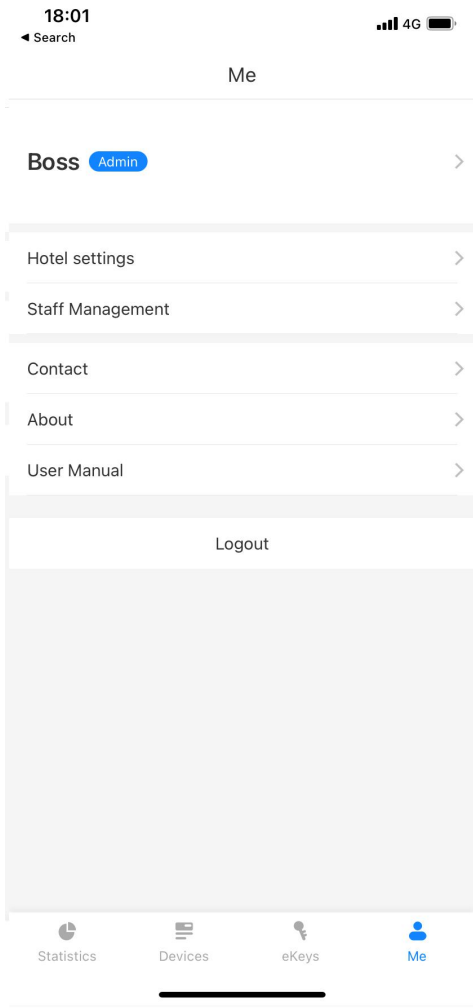 18:01
4G
◀ Search
Me
Boss Admin
Hotel settings
Staff Management
Contact
About
User Manual
Logout
Statistics Devices eKeys Me